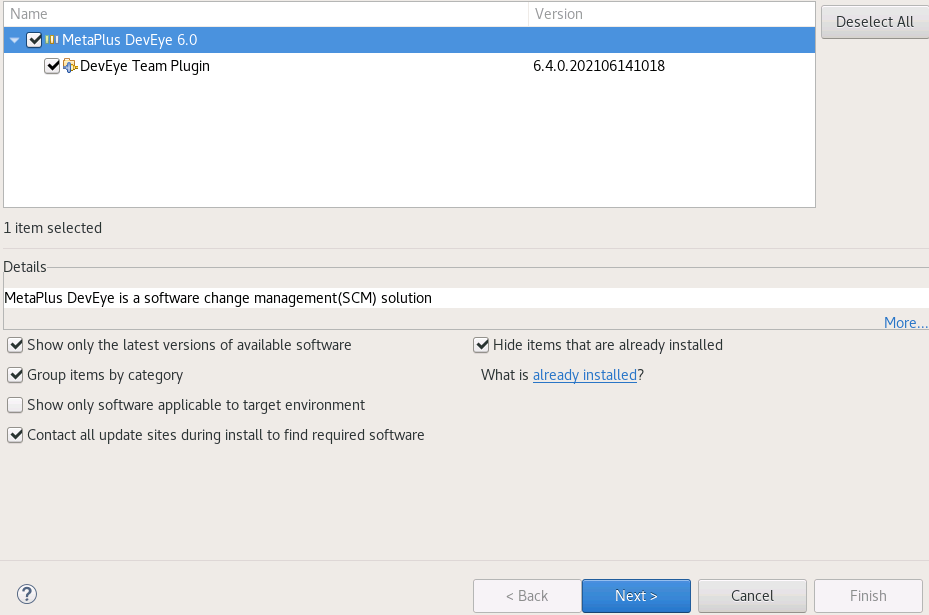 Name Version
Deselect All
MetaPlus DevEye 6.0
DevEye Team Plugin 6.4.0.202106141018
1 item selected
Details
MetaPlus DevEye is a software change management(SCM) solution
More...
Show only the latest versions of available software Hide items that are already installed
Group items by category What is already installed?
Show only software applicable to target environment
Contact all update sites during install to find required software
? < Back Next > Cancel Finish